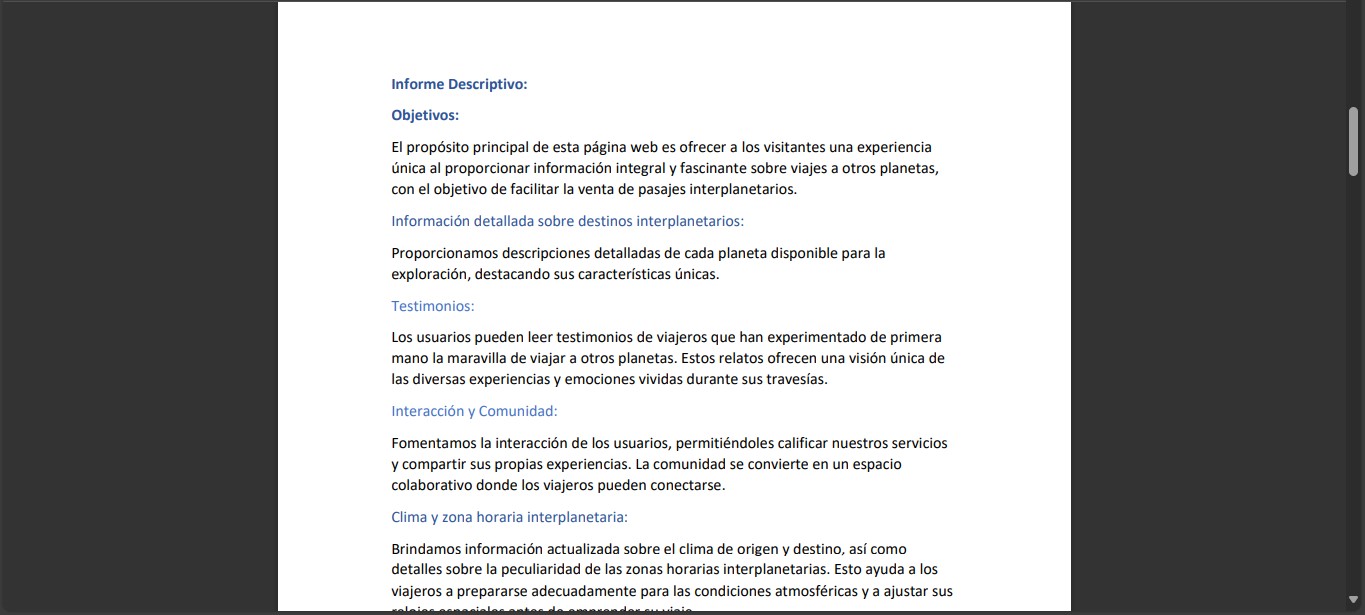 Informe Descriptivo:
Objetivos:
El propósito principal de esta página web es ofrecer a los visitantes una experiencia
única al proporcionar información integral y fascinante sobre viajes a otros planetas,
con el objetivo de facilitar la venta de pasajes interplanetarios.
Información detallada sobre destinos interplanetarios:
Proporcionamos descripciones detalladas de cada planeta disponible para la
exploración, destacando sus características únicas.
Testimonios:
Los usuarios pueden leer testimonios de viajeros que han experimentado de primera
mano la maravilla de viajar a otros planetas. Estos relatos ofrecen una visión única de
las diversas experiencias y emociones vividas durante sus travesías.
Interacción y Comunidad:
Fomentamos la interacción de los usuarios, permitiéndoles calificar nuestros servicios
y compartir sus propias experiencias. La comunidad se convierte en un espacio
colaborativo donde los viajeros pueden conectarse.
Clima y zona horaria interplanetaria:
Brindamos información actualizada sobre el clima de origen y destino, así como
detalles sobre la peculiaridad de las zonas horarias interplanetarias. Esto ayuda a los
viajeros a prepararse adecuadamente para las condiciones atmosféricas y a ajustar sus
relojes espaciales antes de emprender su viaje.